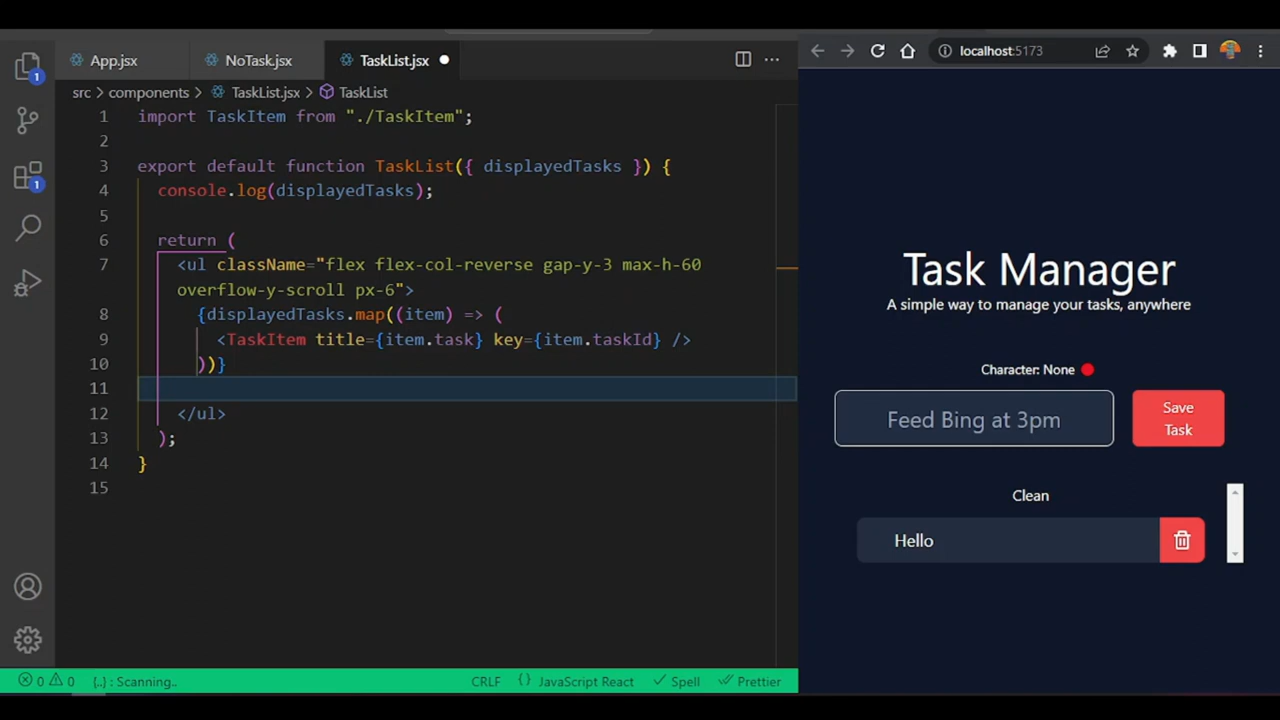 App.jsx
NoTask.jsx
TaskList.jsx
src > components > TaskList.jsx > TaskList
1 import TaskItem from "./TaskItem";
2
3 export default function TaskList({ displayedTasks }) {
4 console.log(displayedTasks);
5
6 return (
7 <ul className="flex flex-col-reverse gap-y-3 max-h-60
overflow-y-scroll px-6">
8 {displayedTasks.map((item) => (
9 <TaskItem title={item.task} key={item.taskId} />
10 ))}
11
12 </ul>
13 );
14 }
15
1
1
0 0 {..} : Scanning..
CRLF {} JavaScript React Spell Prettier
localhost:5173
Task Manager
A simple way to manage your tasks, anywhere
Character: None
Feed Bing at 3pm
Save
Task
Clean
Hello